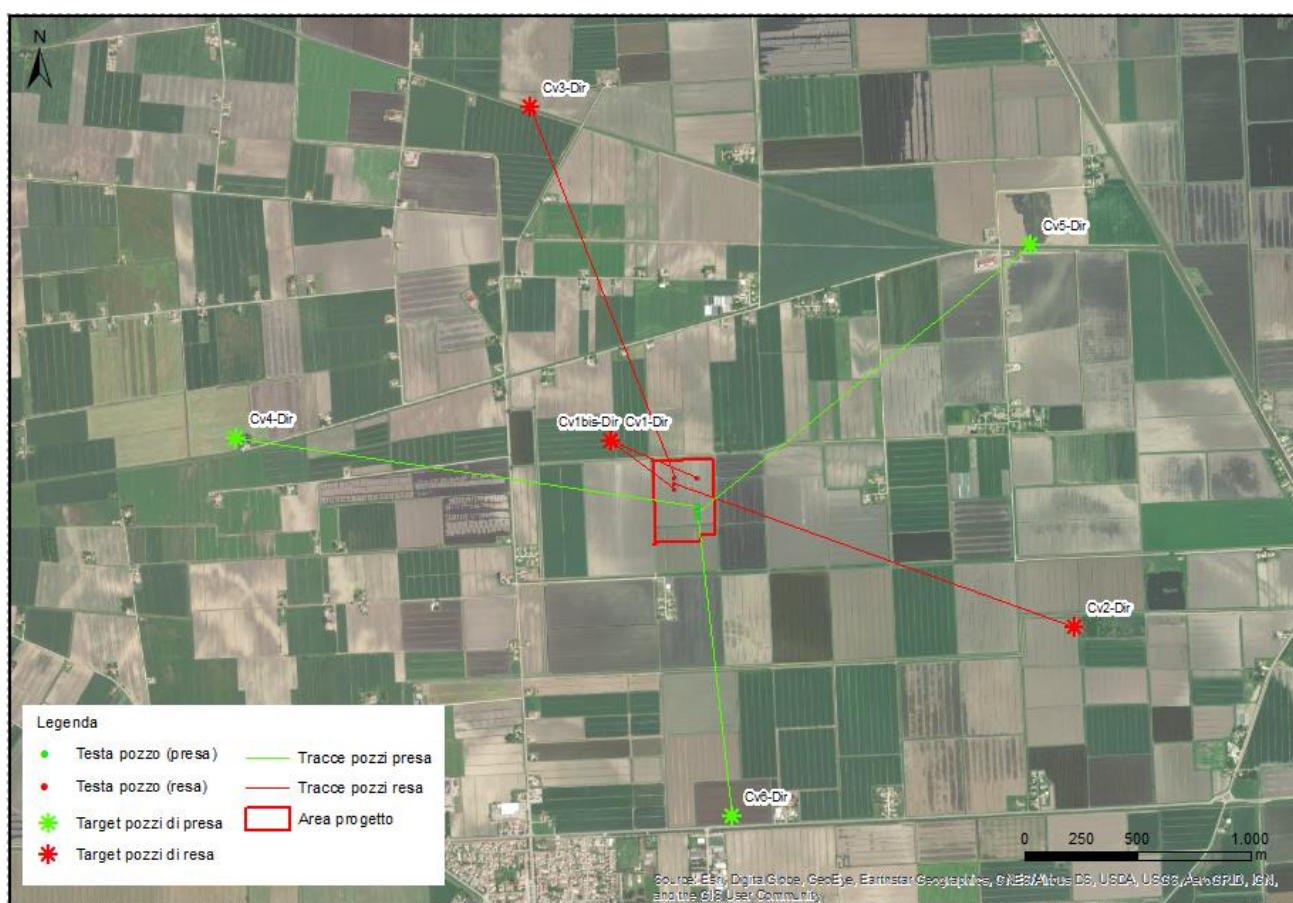 N
Cv3-Dir
Cv5-Dir
Cv4-Dir
Cv1bis-Dir Cv1-Dir
Cv2-Dir
Cv6-Dir
Legenda
Testa pozzo (presa)
Testa pozzo (resa)
Target pozzi di presa
Target pozzi di resa
Tracce pozzi presa
Tracce pozzi resa
Area progetto
0 250 500 1.000
m
Source: Esri, DigitalGlobe, GeoEye, Earthstar Geographics, CNES/Airbus DS, USDA, USGS, AeroGRID, IGN,
and the GIS User Community